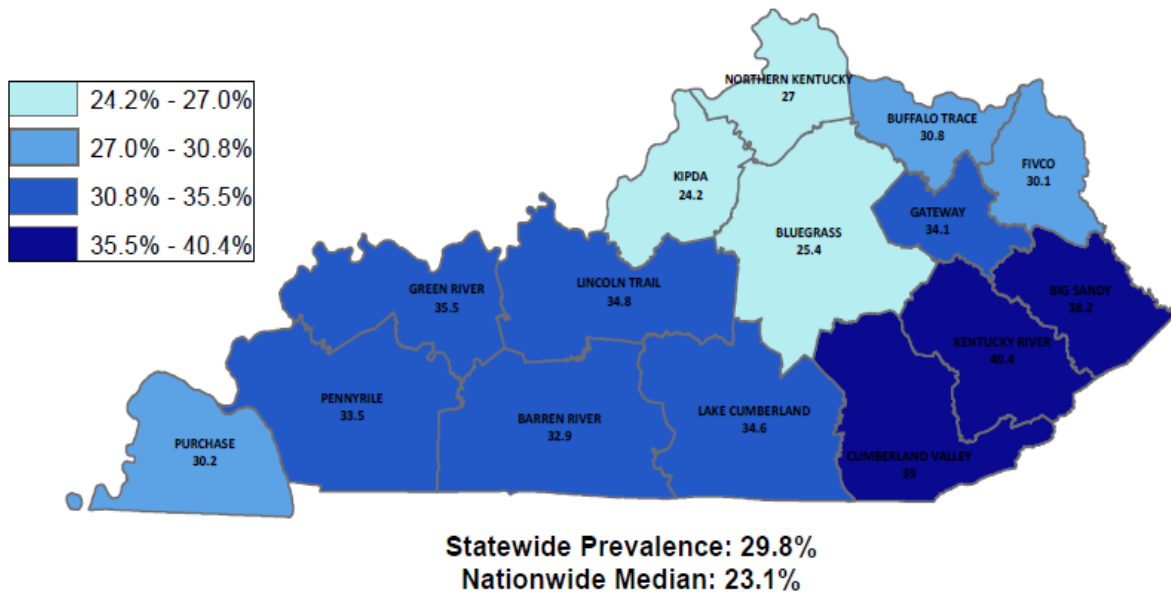 24.2% - 27.0%
27.0% - 30.8%
30.8% - 35.5%
35.5% - 40.4%
NORTHERN KENTUCKY
27
BUFFALO TRACE
30.8
FIVCO
30.1
KIPDA
24.2
GATEWAY
34.1
BLUEGRASS
25.4
GREEN RIVER
35.5
LINCOLN TRAIL
34.8
BIG SANDY
38.2
KENTUCKY RIVER
40.4
PENNYRILE
33.5
BARREN RIVER
32.9
LAKE CUMBERLAND
34.6
PURCHASE
30.2
CUMBERLAND VALLEY
39
Statewide Prevalence: 29.8%
Nationwide Median: 23.1%